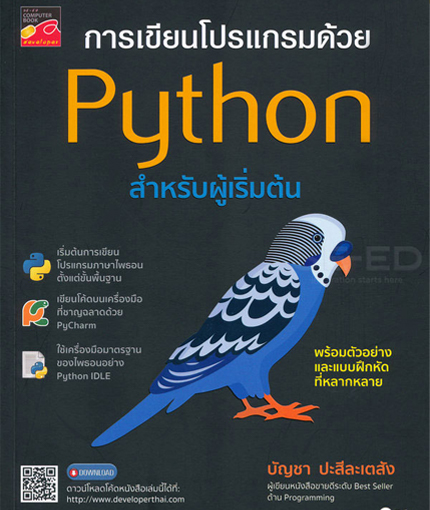 SE-ED
COMPUTER
BOOK
developer
การเขียนโปรแกรมด้วย
Python
สำหรับผู้เริ่มต้น
เริ่มต้นการเขียน
โปรแกรมภาษาไพธอน
ตั้งแต่ขั้นพื้นฐาน
เขียนโค้ดบนเครื่องมือ
ที่ชาญฉลาดด้วย
PyCharm
ใช้เครื่องมือมาตรฐาน
ของไพธอนอย่าง
Python IDLE
-ED
starts here
พร้อมตัวอย่าง
และแบบฝึกหัด
ที่หลากหลาย
บัญชา ปะสีละเตสัง
ผู้เขียนหนังสือขายดีระดับ Best Seller
ด้าน Programming
DOWNLOAD
ดาวน์โหลดโค้ดหนังสือเล่มนี้ได้ที่:
http://www.developerthai.com